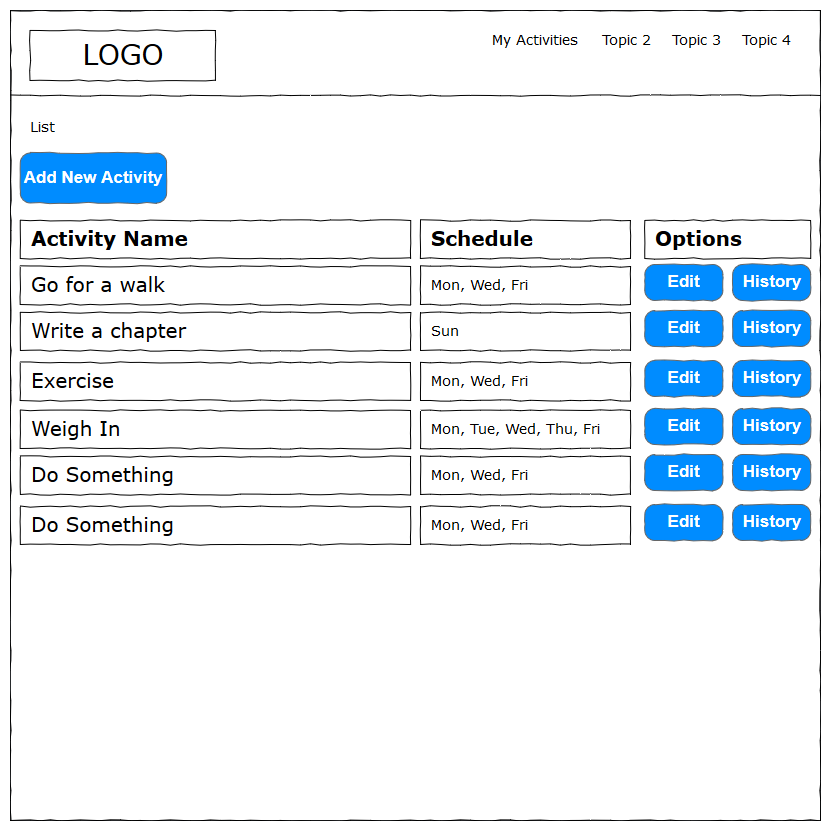 LOGO
My Activities Topic 2 Topic 3 Topic 4
List
Add New Activity
Activity Name Schedule Options
Go for a walk Mon, Wed, Fri Edit History
Write a chapter Sun Edit History
Exercise Mon, Wed, Fri Edit History
Weigh In Mon, Tue, Wed, Thu, Fri Edit History
Do Something Mon, Wed, Fri Edit History
Do Something Mon, Wed, Fri Edit History